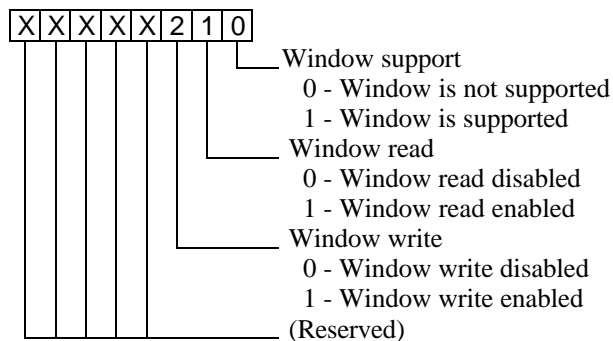 X X X X X 2 1 0
Window support
0 - Window is not supported
1 - Window is supported
Window read
0 - Window read disabled
1 - Window read enabled
Window write
0 - Window write disabled
1 - Window write enabled
(Reserved)